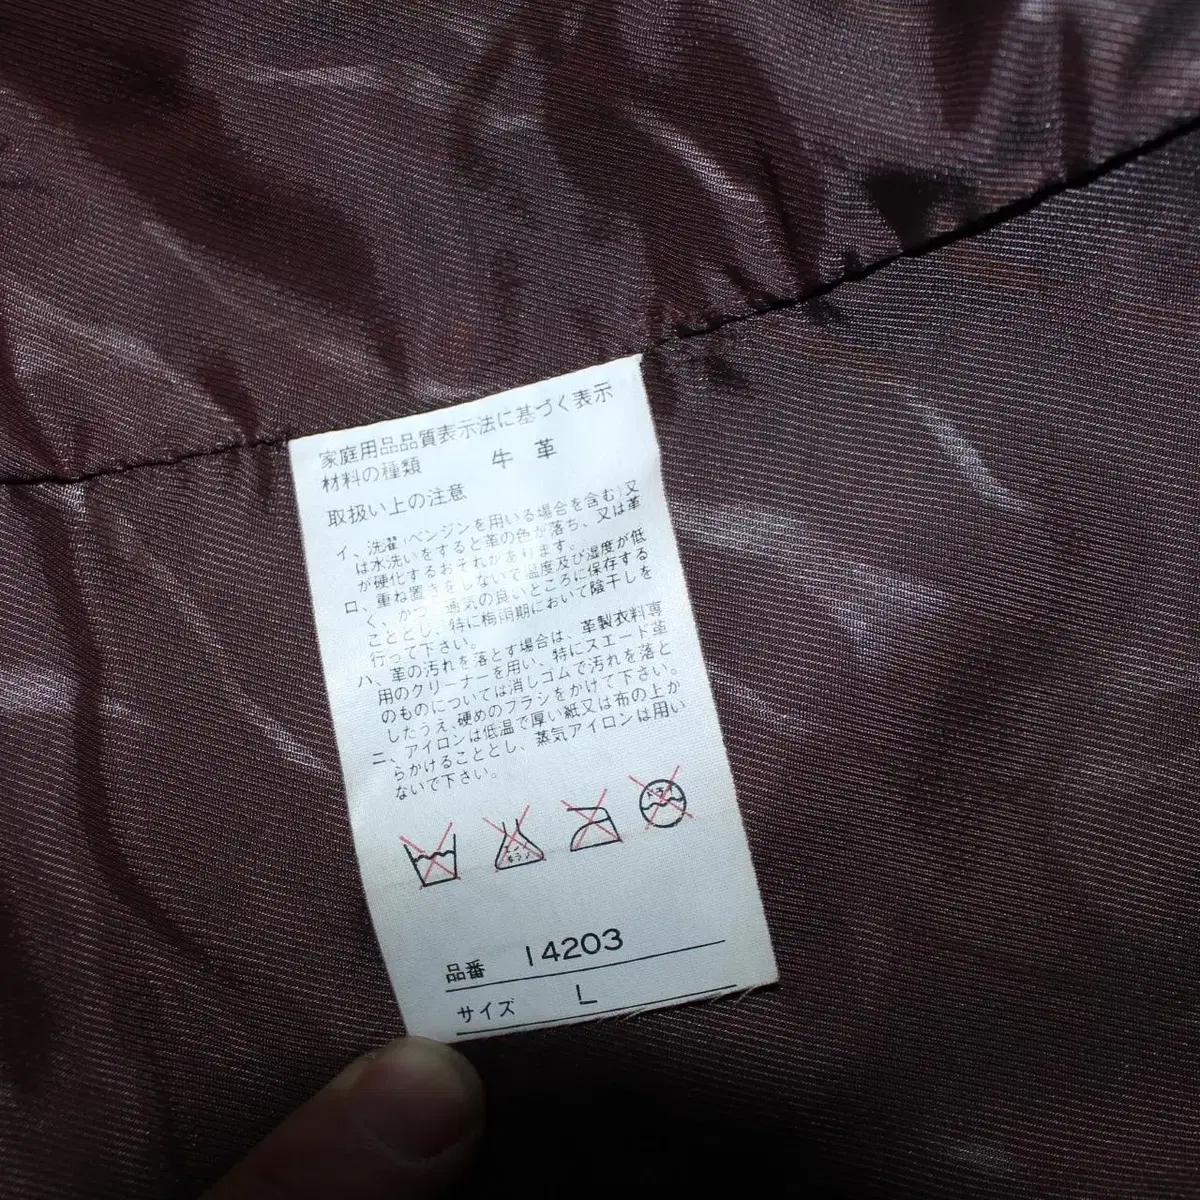 家庭用品品質表示法に基づく表示
材料の種類 牛革
取扱い上の注意
イ、洗濯(ベンジンを用いる場合を含む)又
は水洗いをすると革の色が落ち、又は革
が硬化するおそれがあります。
ロ、重ね置きをしないで温度及び湿度が低
く、かつ、通気の良いところに保存する
こととし、特に梅雨期において陰干しを
行って下さい。
ハ、革の汚れを落とす場合は、革製衣料専
用のクリーナーを用い、特にスエード革
のものについては消しゴムで汚れを落と
したうえ、硬めのブラシをかけて下さい。
ニ、アイロンは低温で厚い紙又は布の上か
らかけることとし、蒸気アイロンは用い
ないで下さい。
エンソサラシ
ドライ
品番 14203
サイズ L